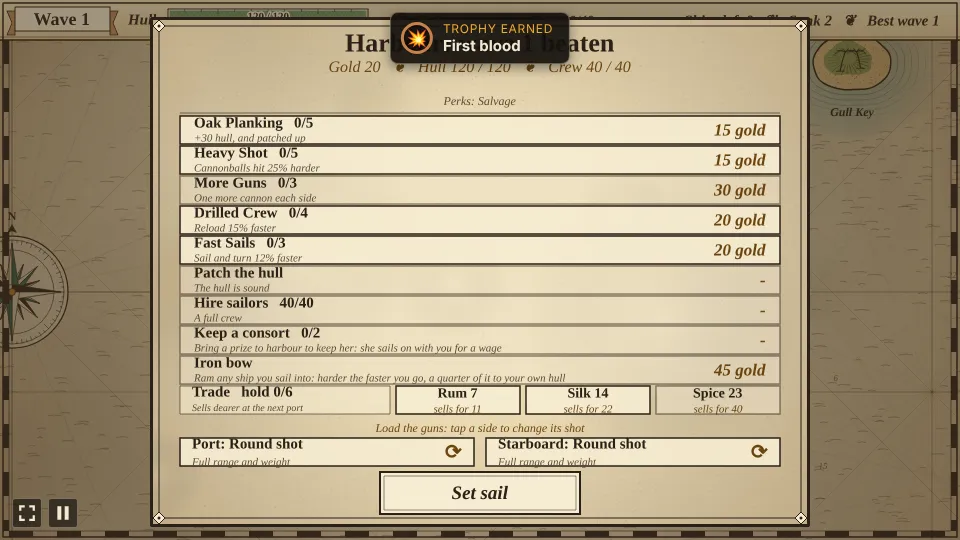 Wave 1
Hull 120/120
Best wave 1
TROPHY EARNED
First blood
beaten
Gold 20 Hull 120 / 120 Crew 40 / 40
Perks: Salvage
Gull Key
Oak Planking 0/5
+30 hull, and patched up
15 gold
Heavy Shot 0/5
Cannonballs hit 25% harder
15 gold
More Guns 0/3
One more cannon each side
30 gold
Drilled Crew 0/4
Reload 15% faster
20 gold
Fast Sails 0/3
Sail and turn 12% faster
20 gold
Patch the hull
The hull is sound
-
Hire sailors 40/40
A full crew
-
Keep a consort 0/2
Bring a prize to harbour to keep her: she sails on with you for a wage
-
Iron bow
Ram any ship you sail into: harder the faster you go, a quarter of it to your own hull
45 gold
Trade hold 0/6
Sells dearer at the next port
Rum 7
sells for 11
Silk 14
sells for 22
Spice 23
sells for 40
Load the guns: tap a side to change its shot
Port: Round shot
Full range and weight
Starboard: Round shot
Full range and weight
Set sail
N